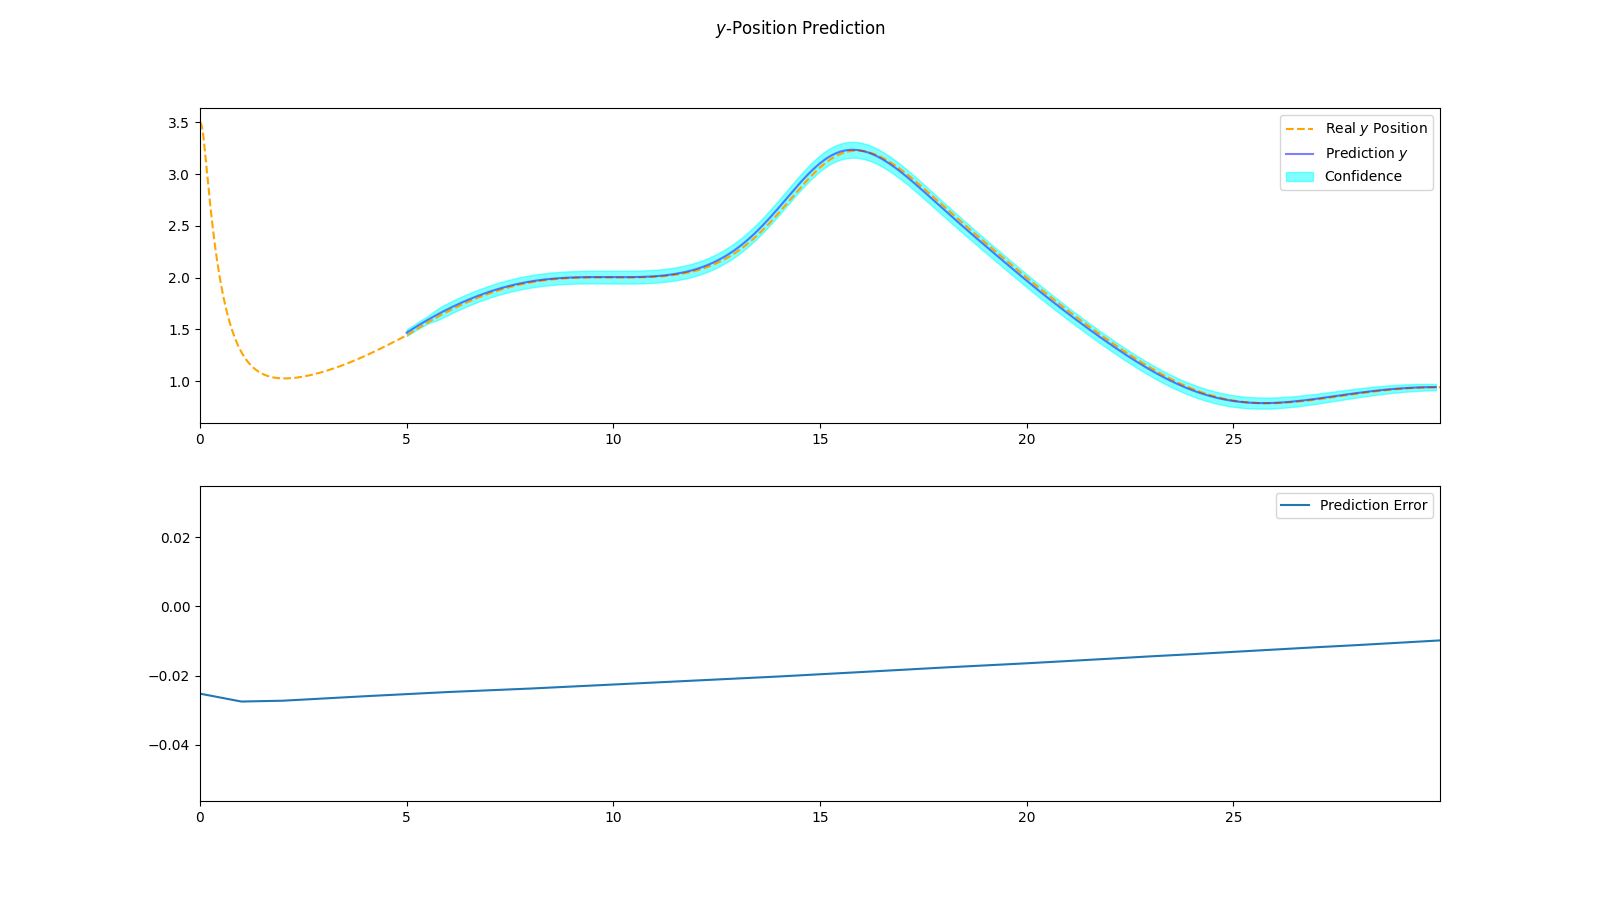 y-Position Prediction
3.5
3.0
2.5
2.0
1.5
1.0
0 5 10 15 20 25
Real y Position
Prediction y
Confidence
0.02
0.00
−0.02
−0.04
0 5 10 15 20 25
Prediction Error